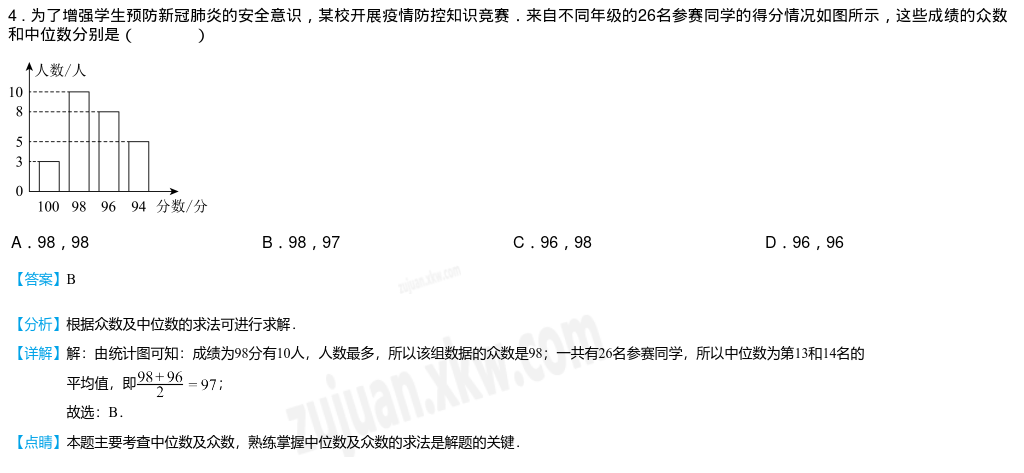 4．为了增强学生预防新冠肺炎的安全意识，某校开展疫情防控知识竞赛．来自不同年级的26名参赛同学的得分情况如图所示，这些成绩的众数
和中位数分别是（　　）
人数/人
10
8
5
3
0
100 98 96 94 分数/分
A．98，98 B．98，97 C．96，98 D．96，96
【答案】B
【分析】根据众数及中位数的求法可进行求解．
【详解】解：由统计图可知：成绩为98分有10人，人数最多，所以该组数据的众数是98；一共有26名参赛同学，所以中位数为第13和14名的
平均值，即(98+96)/2=97；
故选：B．
【点睛】本题主要考查中位数及众数，熟练掌握中位数及众数的求法是解题的关键．
zujuan.xkw.com
zujuan.xkw.com